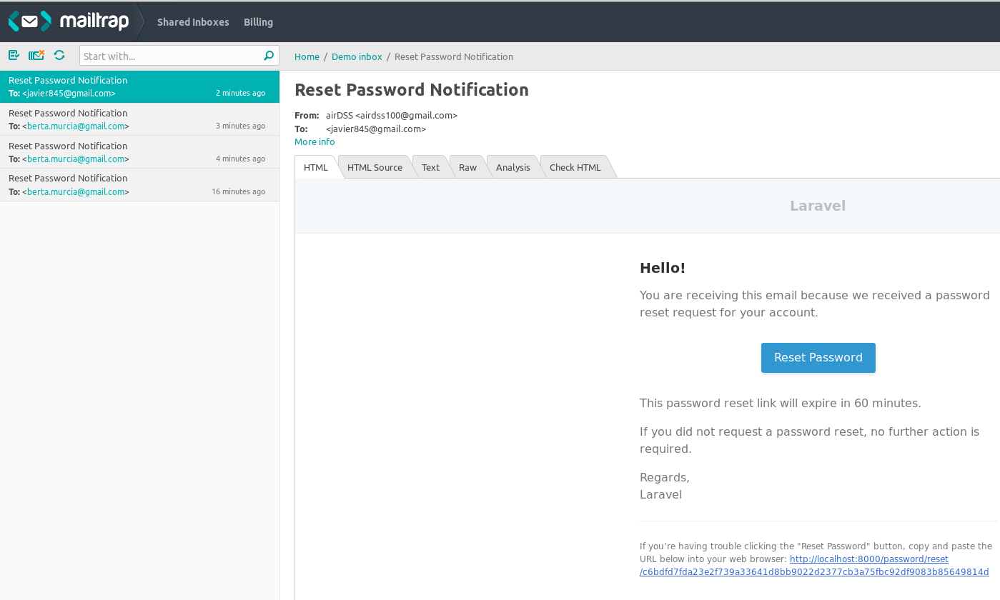 mailtrap Shared Inboxes Billing
Start with...
Home / Demo inbox / Reset Password Notification
Reset Password Notification
To: <javier845@gmail.com> 2 minutes ago
Reset Password Notification
To: <berta.murcia@gmail.com> 3 minutes ago
Reset Password Notification
To: <berta.murcia@gmail.com> 4 minutes ago
Reset Password Notification
To: <berta.murcia@gmail.com> 16 minutes ago
Reset Password Notification
From: airDSS <airdss100@gmail.com>
To: <javier845@gmail.com>
More info
HTML HTML Source Text Raw Analysis Check HTML
Laravel
Hello!
You are receiving this email because we received a password
reset request for your account.
Reset Password
This password reset link will expire in 60 minutes.
If you did not request a password reset, no further action is
required.
Regards,
Laravel
If you’re having trouble clicking the "Reset Password" button, copy and paste the
URL below into your web browser: http://localhost:8000/password/reset
/c6bdfd7fda23e2f739a33641d8bb9022d2377cb3a75fbc92df9083b85649814d